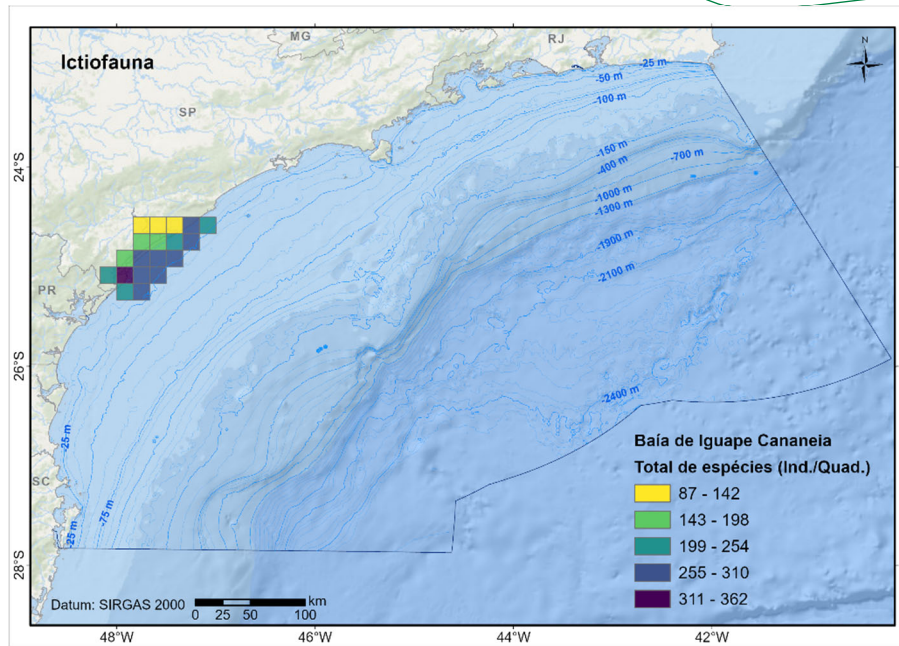 Ictiofauna
MG
RJ
N
SP
-25 m
-50 m
-100 m
-150 m
-400 m
-700 m
-1000 m
-1300 m
-1900 m
-2100 m
-2400 m
24°S
PR
26°S
-25 m
SC
-75 m
-25 m
28°S
Baía de Iguape Cananeia
Total de espécies (Ind./Quad.)
87 - 142
143 - 198
199 - 254
255 - 310
311 - 362
Datum: SIRGAS 2000
km
0 25 50 100
48°W
46°W
44°W
42°W